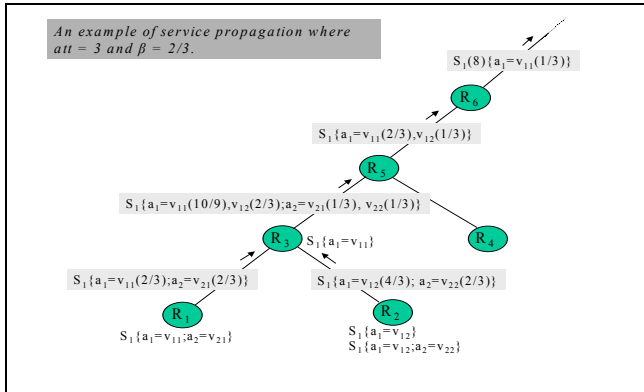 An example of service propagation where
att = 3 and β = 2/3.
S₁(8){a₁=v₁₁(1/3)}
R₆
S₁{a₁=v₁₁(2/3),v₁₂(1/3)}
R₅
S₁{a₁=v₁₁(10/9),v₁₂(2/3);a₂=v₂₁(1/3), v₂₂(1/3)}
R₃
S₁{a₁=v₁₁}
R₄
S₁{a₁=v₁₁(2/3);a₂=v₂₁(2/3)}
S₁{a₁=v₁₂(4/3); a₂=v₂₂(2/3)}
R₁
R₂
S₁{a₁=v₁₁;a₂=v₂₁}
S₁{a₁=v₁₂}
S₁{a₁=v₁₂;a₂=v₂₂}